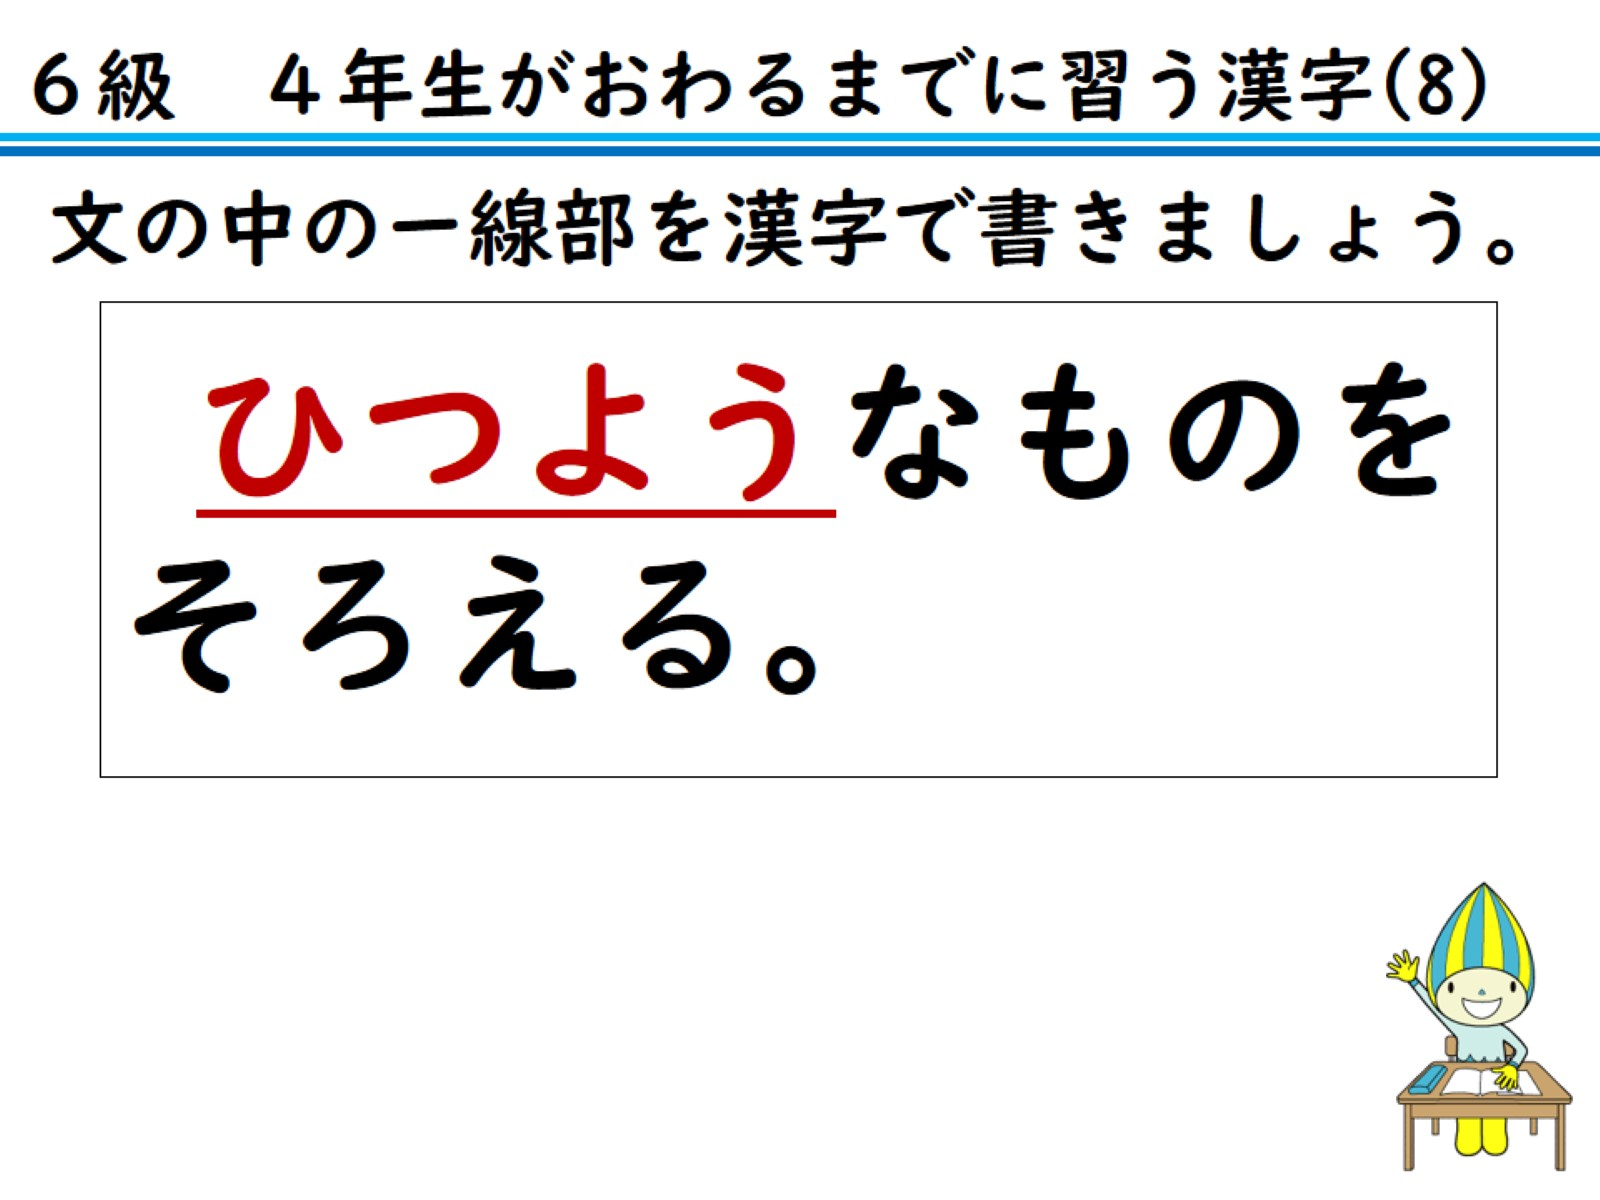 ６級　４年生がおわるまでに習う漢字(8)
文の中の一線部を漢字で書きましょう。
ひつようなものを
そろえる。